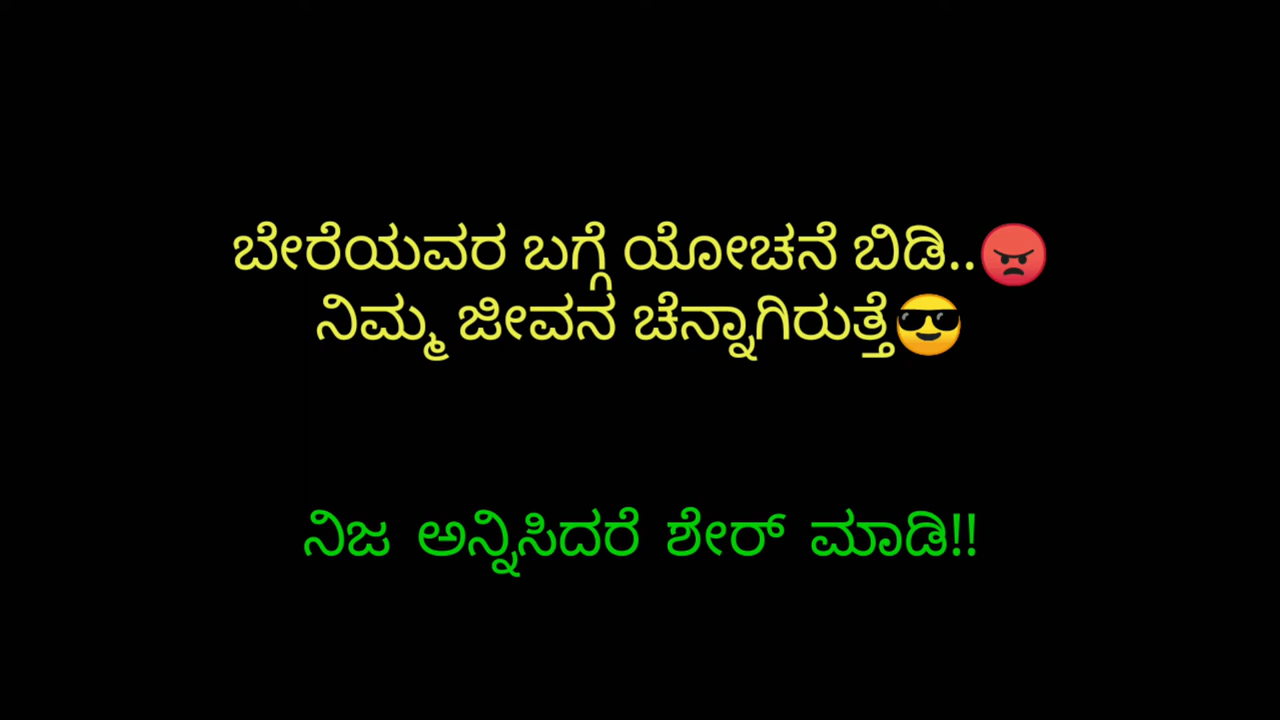 ಬೇರೆಯವರ ಬಗ್ಗೆ ಯೋಚನೆ ಬಿಡಿ..😡
ನಿಮ್ಮ ಜೀವನ ಚೆನ್ನಾಗಿರುತ್ತೆ😎
ನಿಜ ಅನ್ನಿಸಿದರೆ ಶೇರ್ ಮಾಡಿ!!